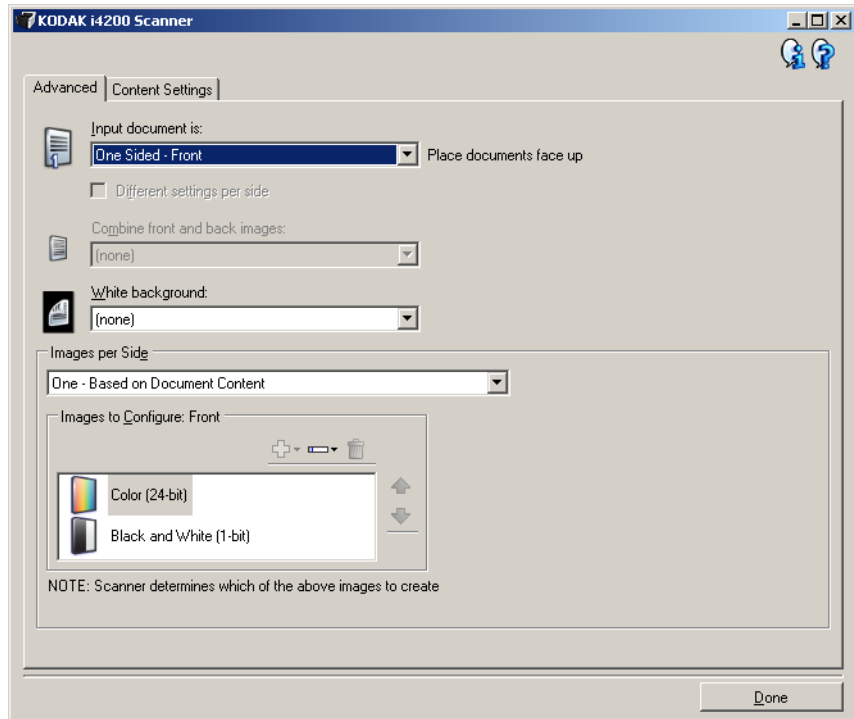 KODAK i4200 Scanner
Advanced
Content Settings
Input document is:
One Sided - Front
Place documents face up
Different settings per side
Combine front and back images:
(none)
White background:
(none)
Images per Side
One - Based on Document Content
Images to Configure: Front
Color (24-bit)
Black and White (1-bit)
NOTE: Scanner determines which of the above images to create
Done